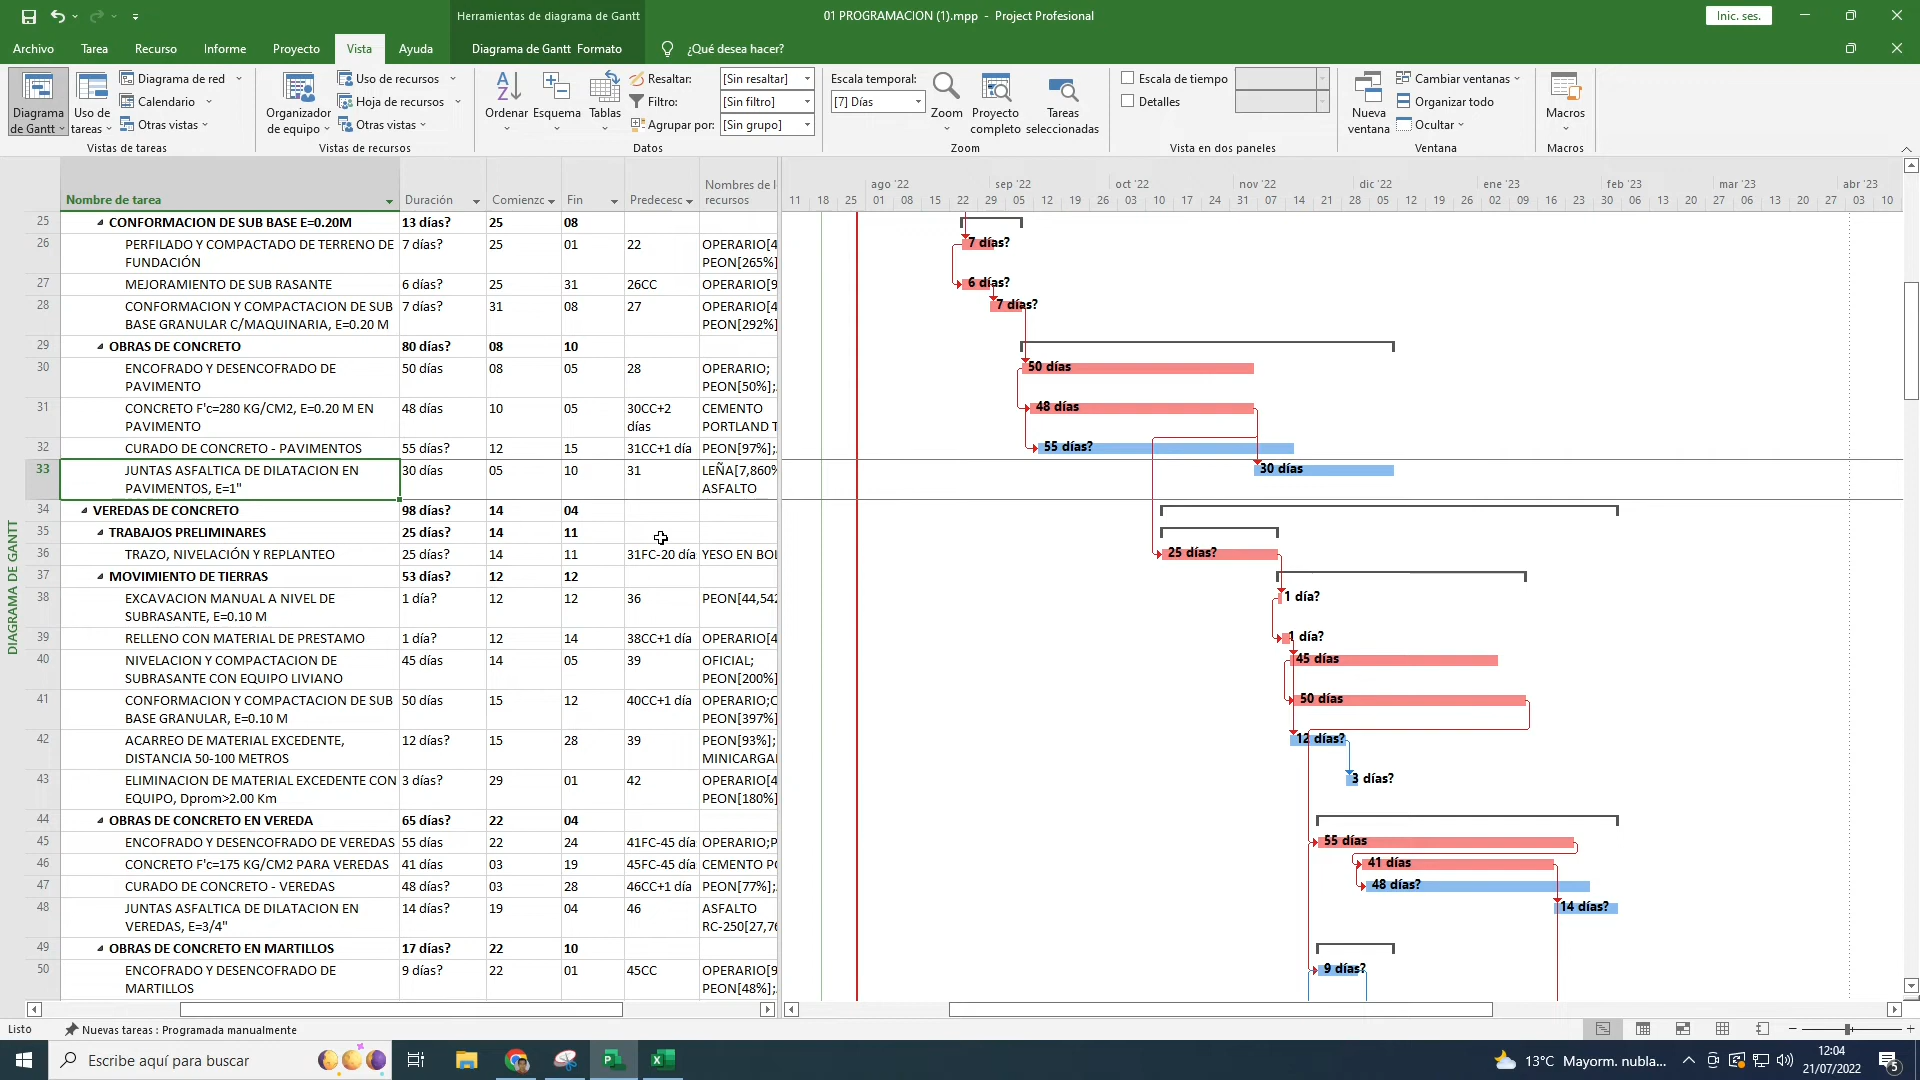 Herramientas de diagrama de Gantt
01 PROGRAMACION (1).mpp - Project Profesional
Inic. ses.
Archivo Tarea Recurso Informe Proyecto Vista Ayuda Diagrama de Gantt Formato ¿Qué desea hacer?
Diagrama de Gantt
Uso de tareas
Diagrama de red
Calendario
Otras vistas
Vistas de tareas
Organizador de equipo
Uso de recursos
Hoja de recursos
Otras vistas
Vistas de recursos
Ordenar
Esquema
Tablas
Resaltar: [Sin resaltar]
Filtro: [Sin filtro]
Agrupar por: [Sin grupo]
Datos
Escala temporal:
[7] Días
Zoom
Proyecto completo
Tareas seleccionadas
Zoom
Escala de tiempo
Detalles
Vista en dos paneles
Nueva ventana
Cambiar ventanas
Organizar todo
Ocultar
Ventana
Macros
Macros
Nombre de tarea Duración Comienzo Fin Predeceso Nombres de l recursos
ago '22 sep '22 oct '22 nov '22 dic '22 ene '23 feb '23 mar '23 abr '23
11 18 25 01 08 15 22 29 05 12 19 26 03 10 17 24 31 07 14 21 28 05 12 19 26 02 09 16 23 30 06 13 20 27 06 13 20 27 03 10
25 CONFORMACION DE SUB BASE E=0.20M 13 días? 25 08
26 PERFILADO Y COMPACTADO DE TERRENO DE 7 días? 25 01 22 OPERARIO[4 7 días?
FUNDACIÓN PEON[265%]
27 MEJORAMIENTO DE SUB RASANTE 6 días? 25 31 26CC OPERARIO[9 6 días?
28 CONFORMACION Y COMPACTACION DE SUB 7 días? 31 08 27 OPERARIO[4 7 días?
BASE GRANULAR C/MAQUINARIA, E=0.20 M PEON[292%]
29 OBRAS DE CONCRETO 80 días? 08 10
30 ENCOFRADO Y DESENCOFRADO DE 50 días 08 05 28 OPERARIO; 50 días
PAVIMENTO PEON[50%];
31 CONCRETO F'c=280 KG/CM2, E=0.20 M EN 48 días 10 05 30CC+2 CEMENTO 48 días
PAVIMENTO días PORTLAND T
32 CURADO DE CONCRETO - PAVIMENTOS 55 días? 12 15 31CC+1 día PEON[97%]; 55 días?
33 JUNTAS ASFALTICA DE DILATACION EN 30 días 05 10 31 LEÑA[7,860% 30 días
PAVIMENTOS, E=1" ASFALTO
34 VEREDAS DE CONCRETO 98 días? 14 04
35 TRABAJOS PRELIMINARES 25 días? 14 11
36 TRAZO, NIVELACIÓN Y REPLANTEO 25 días? 14 11 31FC-20 día YESO EN BOL 25 días?
37 MOVIMIENTO DE TIERRAS 53 días? 12 12
38 EXCAVACION MANUAL A NIVEL DE 1 día? 12 12 36 PEON[44,542 1 día?
SUBRASANTE, E=0.10 M
39 RELLENO CON MATERIAL DE PRESTAMO 1 día? 12 14 38CC+1 día OPERARIO[4 1 día?
40 NIVELACION Y COMPACTACION DE 45 días 14 05 39 OFICIAL; 45 días
SUBRASANTE CON EQUIPO LIVIANO PEON[200%]
41 CONFORMACION Y COMPACTACION DE SUB 50 días 15 12 40CC+1 día OPERARIO;C 50 días
BASE GRANULAR, E=0.10 M PEON[397%]
42 ACARREO DE MATERIAL EXCEDENTE, 12 días? 15 28 39 PEON[93%]; 12 días?
DISTANCIA 50-100 METROS MINICARGA
43 ELIMINACION DE MATERIAL EXCEDENTE CON 3 días? 29 01 42 OPERARIO[4 3 días?
EQUIPO, Dprom>2.00 Km PEON[180%]
44 OBRAS DE CONCRETO EN VEREDA 65 días? 22 04
45 ENCOFRADO Y DESENCOFRADO DE VEREDAS 55 días 22 24 41FC-45 día OPERARIO;P 55 días
46 CONCRETO F'c=175 KG/CM2 PARA VEREDAS 41 días 03 19 45FC-45 día CEMENTO PO 41 días
47 CURADO DE CONCRETO - VEREDAS 48 días? 03 28 46CC+1 día PEON[77%]; 48 días?
48 JUNTAS ASFALTICA DE DILATACION EN 14 días? 19 04 46 ASFALTO 14 días?
VEREDAS, E=3/4" RC-250[27,76
49 OBRAS DE CONCRETO EN MARTILLOS 17 días? 22 10
50 ENCOFRADO Y DESENCOFRADO DE 9 días? 22 01 45CC OPERARIO[9 9 días?
MARTILLOS PEON[48%];
DIAGRAMA DE GANTT
Listo Nuevas tareas : Programada manualmente
Escribe aquí para buscar
13°C Mayorm. nubla...
12:04
21/07/2022
5